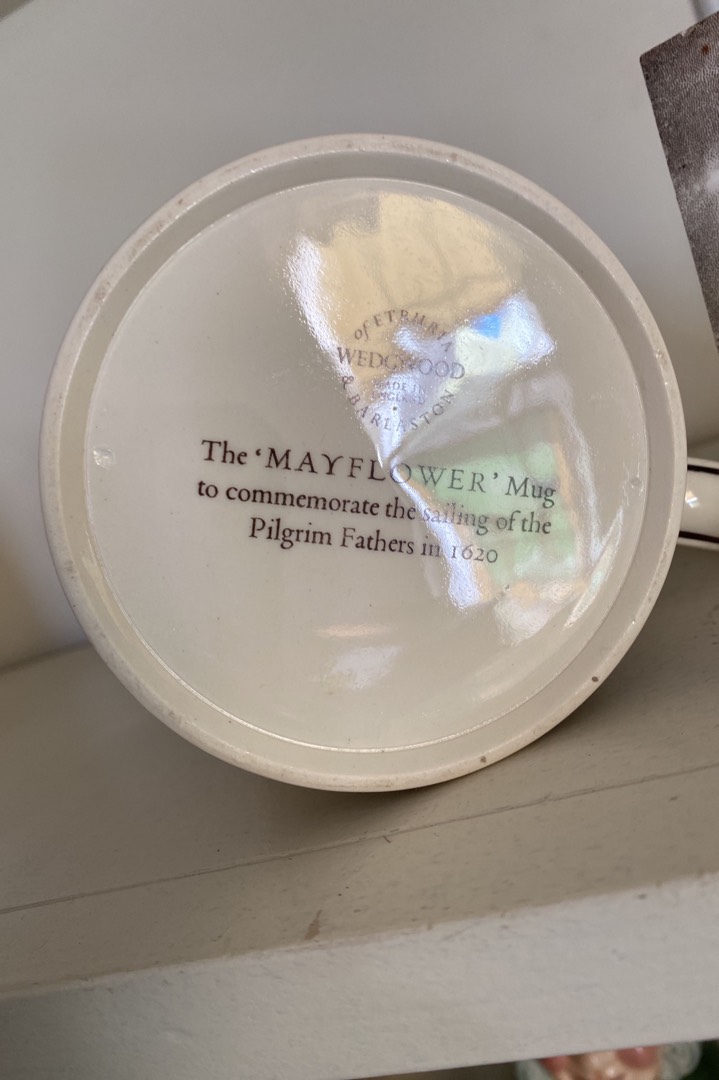 of ETRURIA
WEDGWOOD
MADE IN
ENGLAND
& BARLASTON
The ‘MAYFLOWER’ Mug
to commemorate the sailing of the
Pilgrim Fathers in 1620